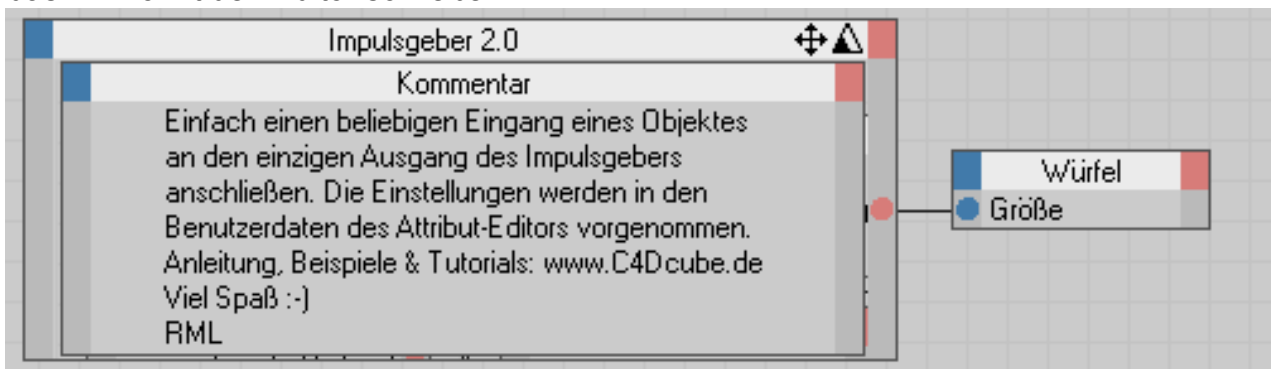 Impulsgeber 2.0
Kommentar
Einfach einen beliebigen Eingang eines Objektes
an den einzigen Ausgang des Impulsgebers
anschließen. Die Einstellungen werden in den
Benutzerdaten des Attribut-Editors vorgenommen.
Anleitung, Beispiele & Tutorials: www.C4Dcube.de
Viel Spaß :-)
RML
Würfel
Größe